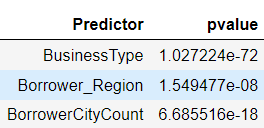 Predictor pvalue
BusinessType 1.027224e-72
Borrower_Region 1.549477e-08
BorrowerCityCount 6.685516e-18